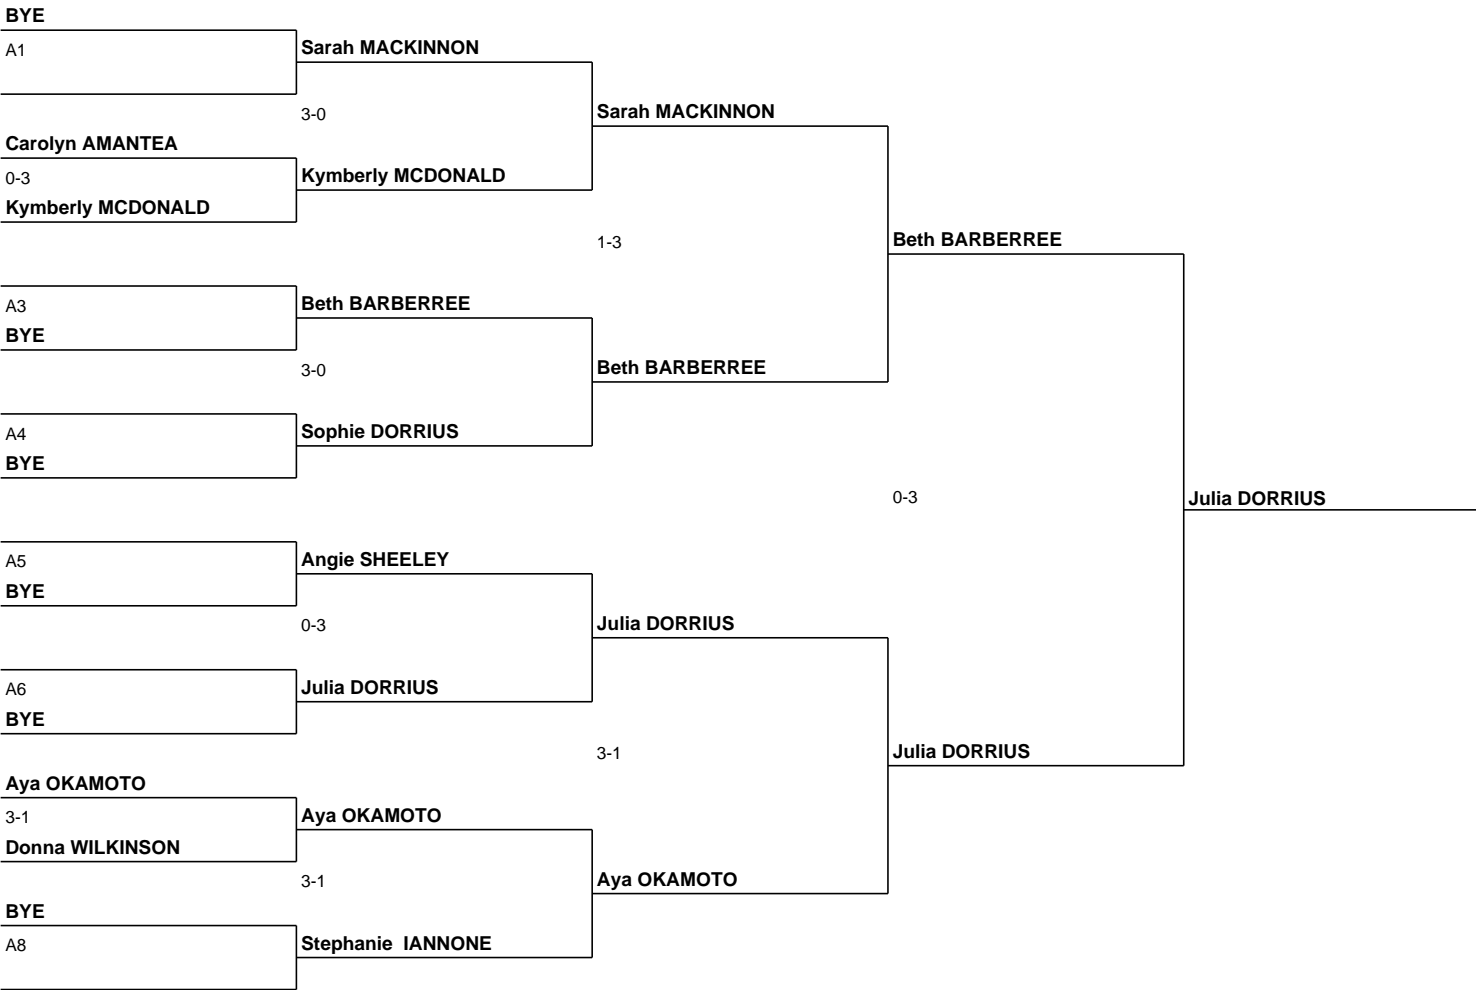 BYE
A1
Sarah MACKINNON
3-0
Sarah MACKINNON
Carolyn AMANTEA
0-3
Kymberly MCDONALD
Kymberly MCDONALD
1-3
Beth BARBERREE
A3
BYE
Beth BARBERREE
3-0
Beth BARBERREE
A4
BYE
Sophie DORRIUS
0-3
Julia DORRIUS
A5
BYE
Angie SHEELEY
0-3
Julia DORRIUS
A6
BYE
Julia DORRIUS
3-1
Julia DORRIUS
Aya OKAMOTO
3-1
Donna WILKINSON
Aya OKAMOTO
3-1
Aya OKAMOTO
BYE
A8
Stephanie  IANNONE